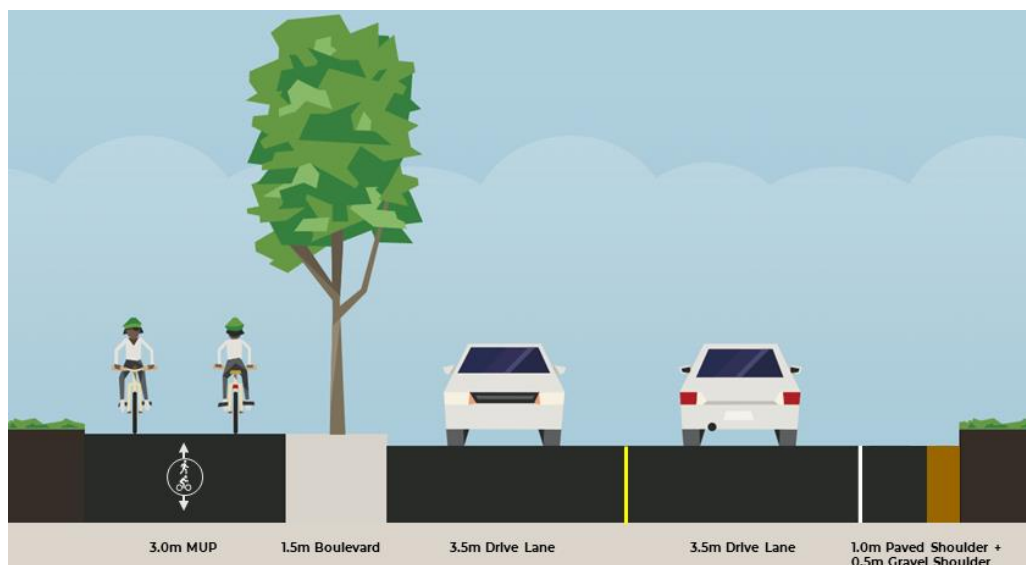 3.0m MUP
1.5m Boulevard
3.5m Drive Lane
3.5m Drive Lane
1.0m Paved Shoulder +
0.5m Gravel Shoulder